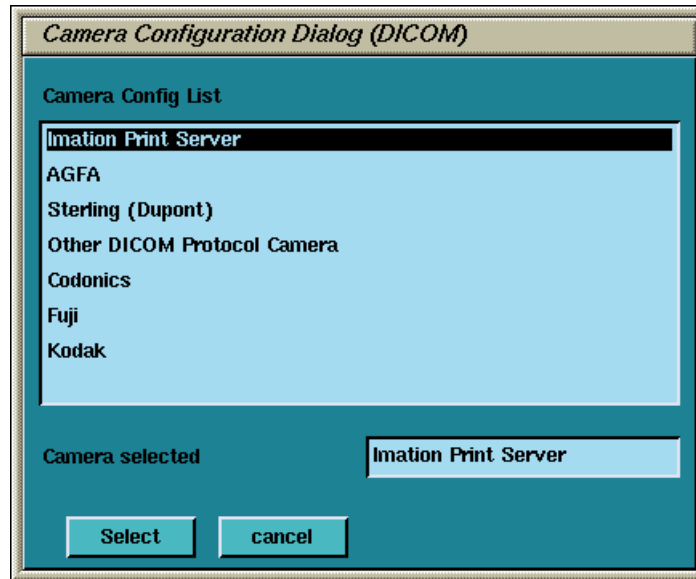 Camera Configuration Dialog (DICOM)
Camera Config List
Imation Print Server
AGFA
Sterling (Dupont)
Other DICOM Protocol Camera
Codonics
Fuji
Kodak
Camera selected Imation Print Server
Select cancel